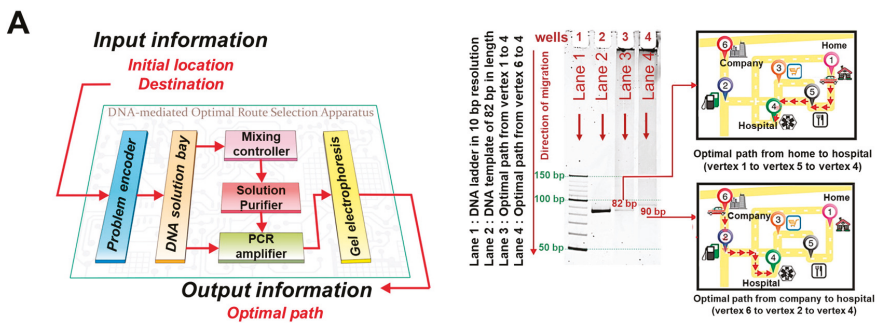 A
Input information
Initial location
Destination
DNA-mediated Optimal Route Selection Apparatus
Problem encoder
DNA solution bay
Mixing
controller
Solution
Purifier
PCR
amplifier
Gel electrophoresis
Output information
Optimal path
Lane 1 : DNA ladder in 10 bp resolution
Lane 2 : DNA template of 82 bp in length
Lane 3 : Optimal path from vertex 1 to 4
Lane 4 : Optimal path from vertex 6 to 4
Direction of migration
wells 1 2 3 4
Lane 1
Lane 2
Lane 3
Lane 4
150 bp
100 bp
50 bp
82 bp
90 bp
6
Company
Home
1
3
2
5
4
Hospital
Optimal path from home to hospital
(vertex 1 to vertex 5 to vertex 4)
6
Company
Home
1
3
2
5
4
Hospital
Optimal path from company to hospital
(vertex 6 to vertex 2 to vertex 4)